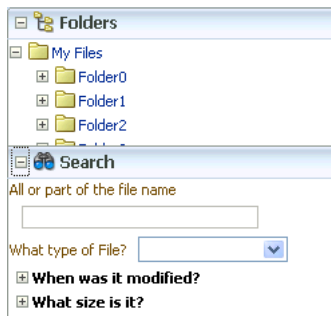 Folders
My Files
Folder0
Folder1
Folder2
Search
All or part of the file name
What type of File?
When was it modified?
What size is it?